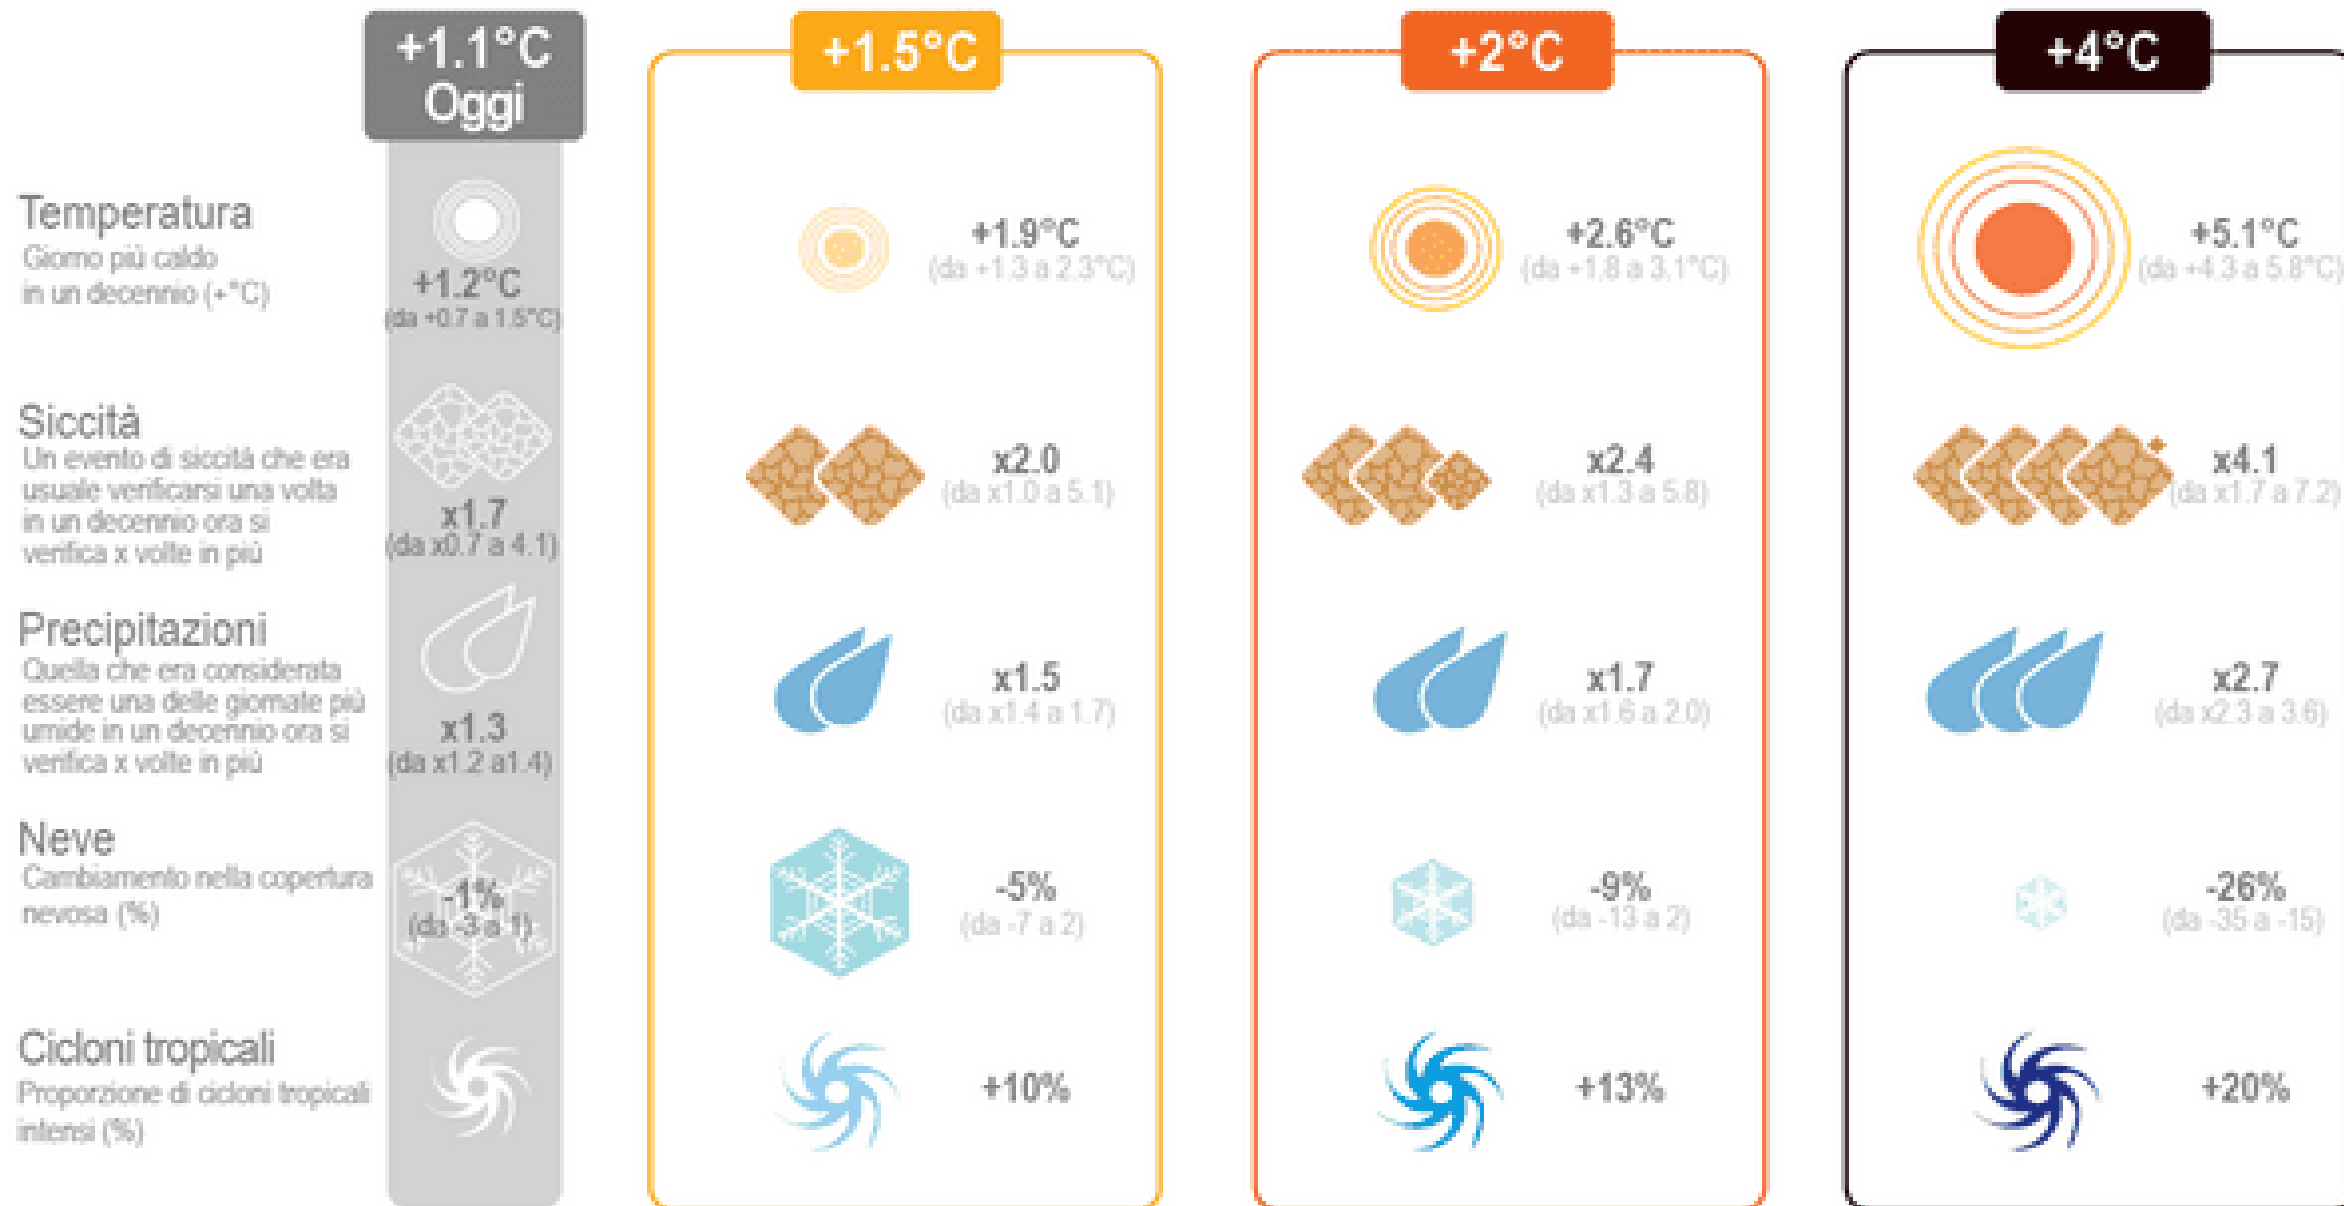 +1.1°C
Oggi
+1.5°C
+2°C
+4°C
Temperatura
Giorno più caldo
in un decennio (+°C)
+1.2°C
(da +0.7 a 1.5°C)
+1.9°C
(da +1.3 a 2.3°C)
+2.6°C
(da +1.8 a 3.1°C)
+5.1°C
(da +4.3 a 5.8°C)
Siccità
Un evento di siccità che era
usuale verificarsi una volta
in un decennio ora si
verifica x volte in più
x1.7
(da x0.7 a 4.1)
x2.0
(da x1.0 a 5.1)
x2.4
(da x1.3 a 5.8)
x4.1
(da x1.7 a 7.2)
Precipitazioni
Quella che era considerata
essere una delle giornate più
umide in un decennio ora si
verifica x volte in più
x1.3
(da x1.2 a1.4)
x1.5
(da x1.4 a 1.7)
x1.7
(da x1.6 a 2.0)
x2.7
(da x2.3 a 3.6)
Neve
Cambiamento nella copertura
nevosa (%)
-1%
(da -3 a 1)
-5%
(da -7 a 2)
-9%
(da -13 a 2)
-26%
(da -35 a -15)
Cicloni tropicali
Proporzione di cicloni tropicali
intensi (%)
+10%
+13%
+20%